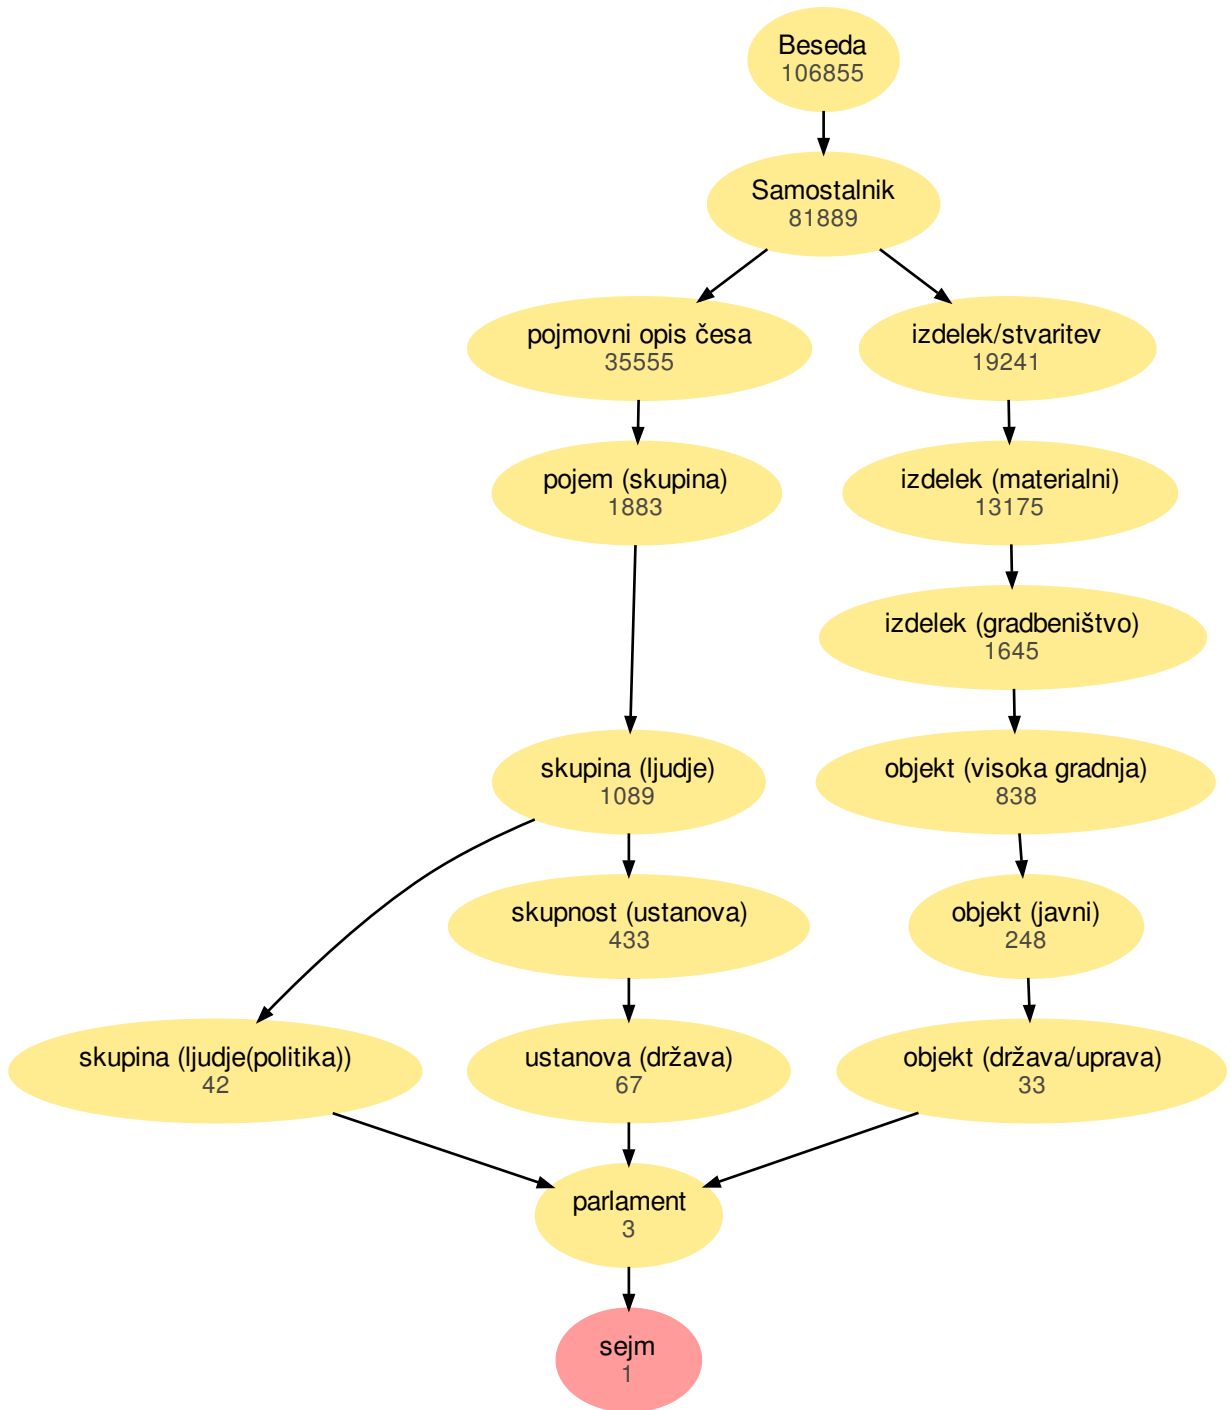 Beseda
106855
Samostalnik
81889
pojmovni opis česa
35555
izdelek/stvaritev
19241
pojem (skupina)
1883
izdelek (materialni)
13175
izdelek (gradbeništvo)
1645
skupina (ljudje)
1089
objekt (visoka gradnja)
838
skupnost (ustanova)
433
objekt (javni)
248
skupina (ljudje(politika))
42
ustanova (država)
67
objekt (država/uprava)
33
parlament
3
sejm
1